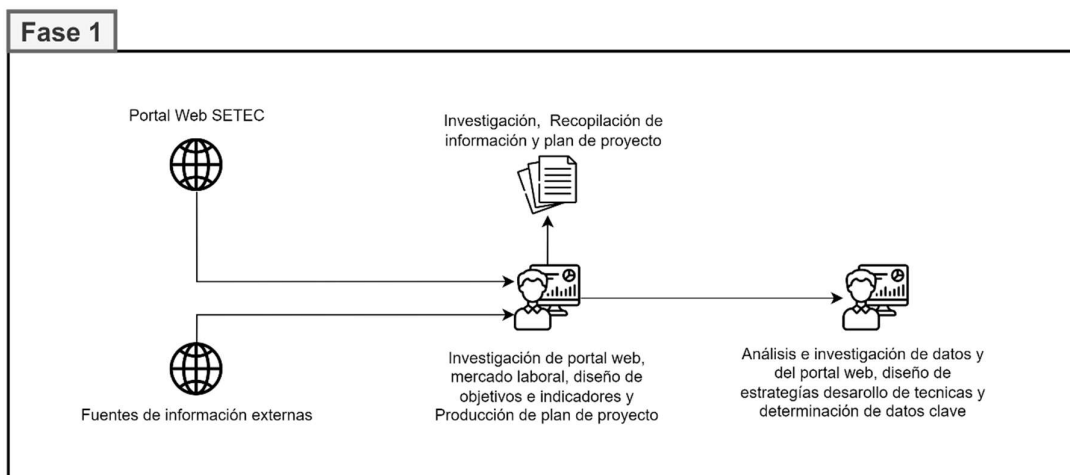 Fase 1
Portal Web SETEC
Investigación, Recopilación de
información y plan de proyecto
Investigación de portal web,
mercado laboral, diseño de
objetivos e indicadores y
Producción de plan de proyecto
Análisis e investigación de datos y
del portal web, diseño de
estrategías desarollo de tecnicas y
determinación de datos clave
Fuentes de información externas